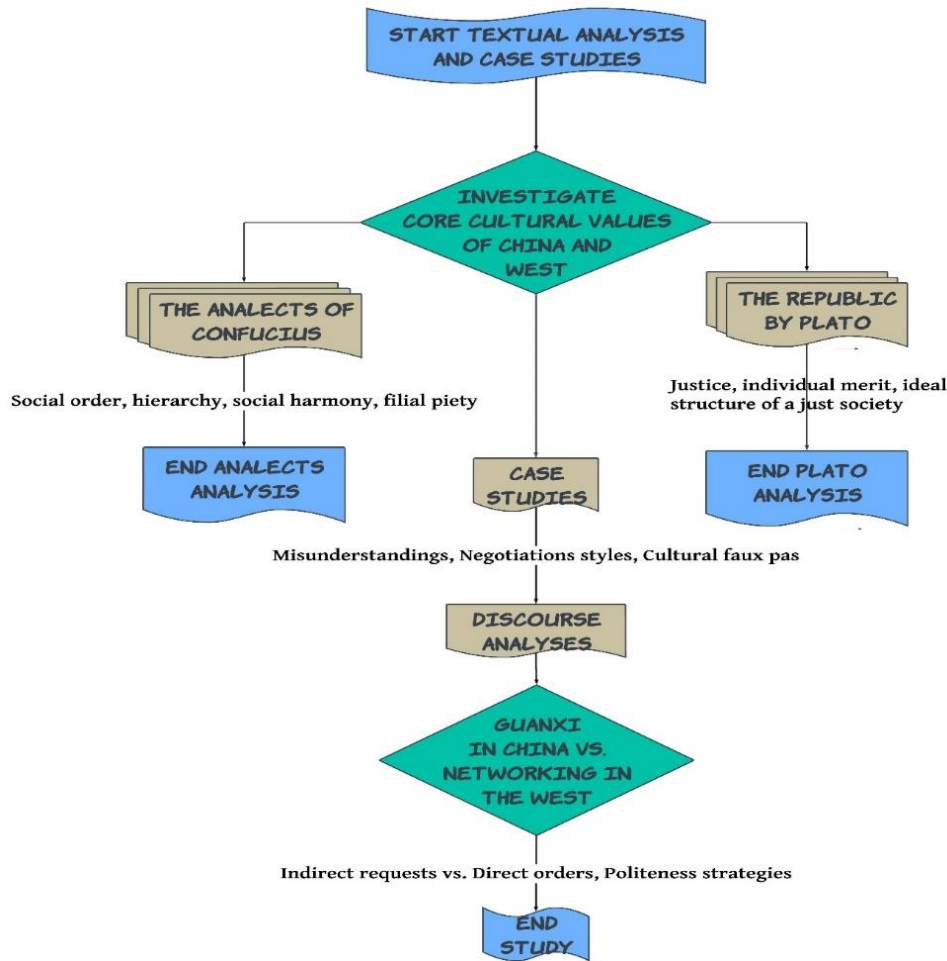 START TEXTUAL ANALYSIS
AND CASE STUDIES
INVESTIGATE
CORE CULTURAL VALUES
OF CHINA AND
WEST
THE ANALECTS OF
CONFUCIUS
THE REPUBLIC
BY PLATO
Social order, hierarchy, social harmony, filial piety
Justice, individual merit, ideal
structure of a just society
END ANALECTS
ANALYSIS
CASE
STUDIES
END PLATO
ANALYSIS
Misunderstandings, Negotiations styles, Cultural faux pas
DISCOURSE
ANALYSES
GUANXI
IN CHINA VS.
NETWORKING IN
THE WEST
Indirect requests vs. Direct orders, Politeness strategies
END
STUDY